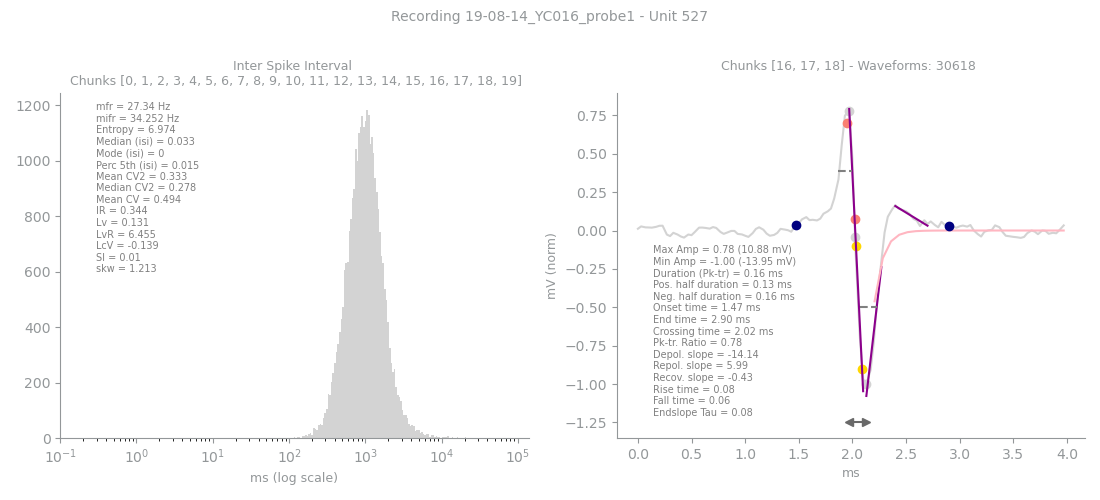 Recording 19-08-14_YC016_probe1 - Unit 527
Inter Spike Interval
Chunks [0, 1, 2, 3, 4, 5, 6, 7, 8, 9, 10, 11, 12, 13, 14, 15, 16, 17, 18, 19]
1200
1000
800
600
400
200
0
mfr = 27.34 Hz
mifr = 34.252 Hz
Entropy = 6.974
Median (isi) = 0.033
Mode (isi) = 0
Perc 5th (isi) = 0.015
Mean CV2 = 0.333
Median CV2 = 0.278
Mean CV = 0.494
IR = 0.344
Lv = 0.131
LvR = 6.455
LcV = -0.139
SI = 0.01
skw = 1.213
10⁻¹ 10⁰ 10¹ 10² 10³ 10⁴ 10⁵
ms (log scale)
Chunks [16, 17, 18] - Waveforms: 30618
mV (norm)
0.75
0.50
0.25
0.00
−0.25
−0.50
−0.75
−1.00
−1.25
Max Amp = 0.78 (10.88 mV)
Min Amp = -1.00 (-13.95 mV)
Duration (Pk-tr) = 0.16 ms
Pos. half duration = 0.13 ms
Neg. half duration = 0.16 ms
Onset time = 1.47 ms
End time = 2.90 ms
Crossing time = 2.02 ms
Pk-tr. Ratio = 0.78
Depol. slope = -14.14
Repol. slope = 5.99
Recov. slope = -0.43
Rise time = 0.08
Fall time = 0.06
Endslope Tau = 0.08
0.0 0.5 1.0 1.5 2.0 2.5 3.0 3.5 4.0
ms